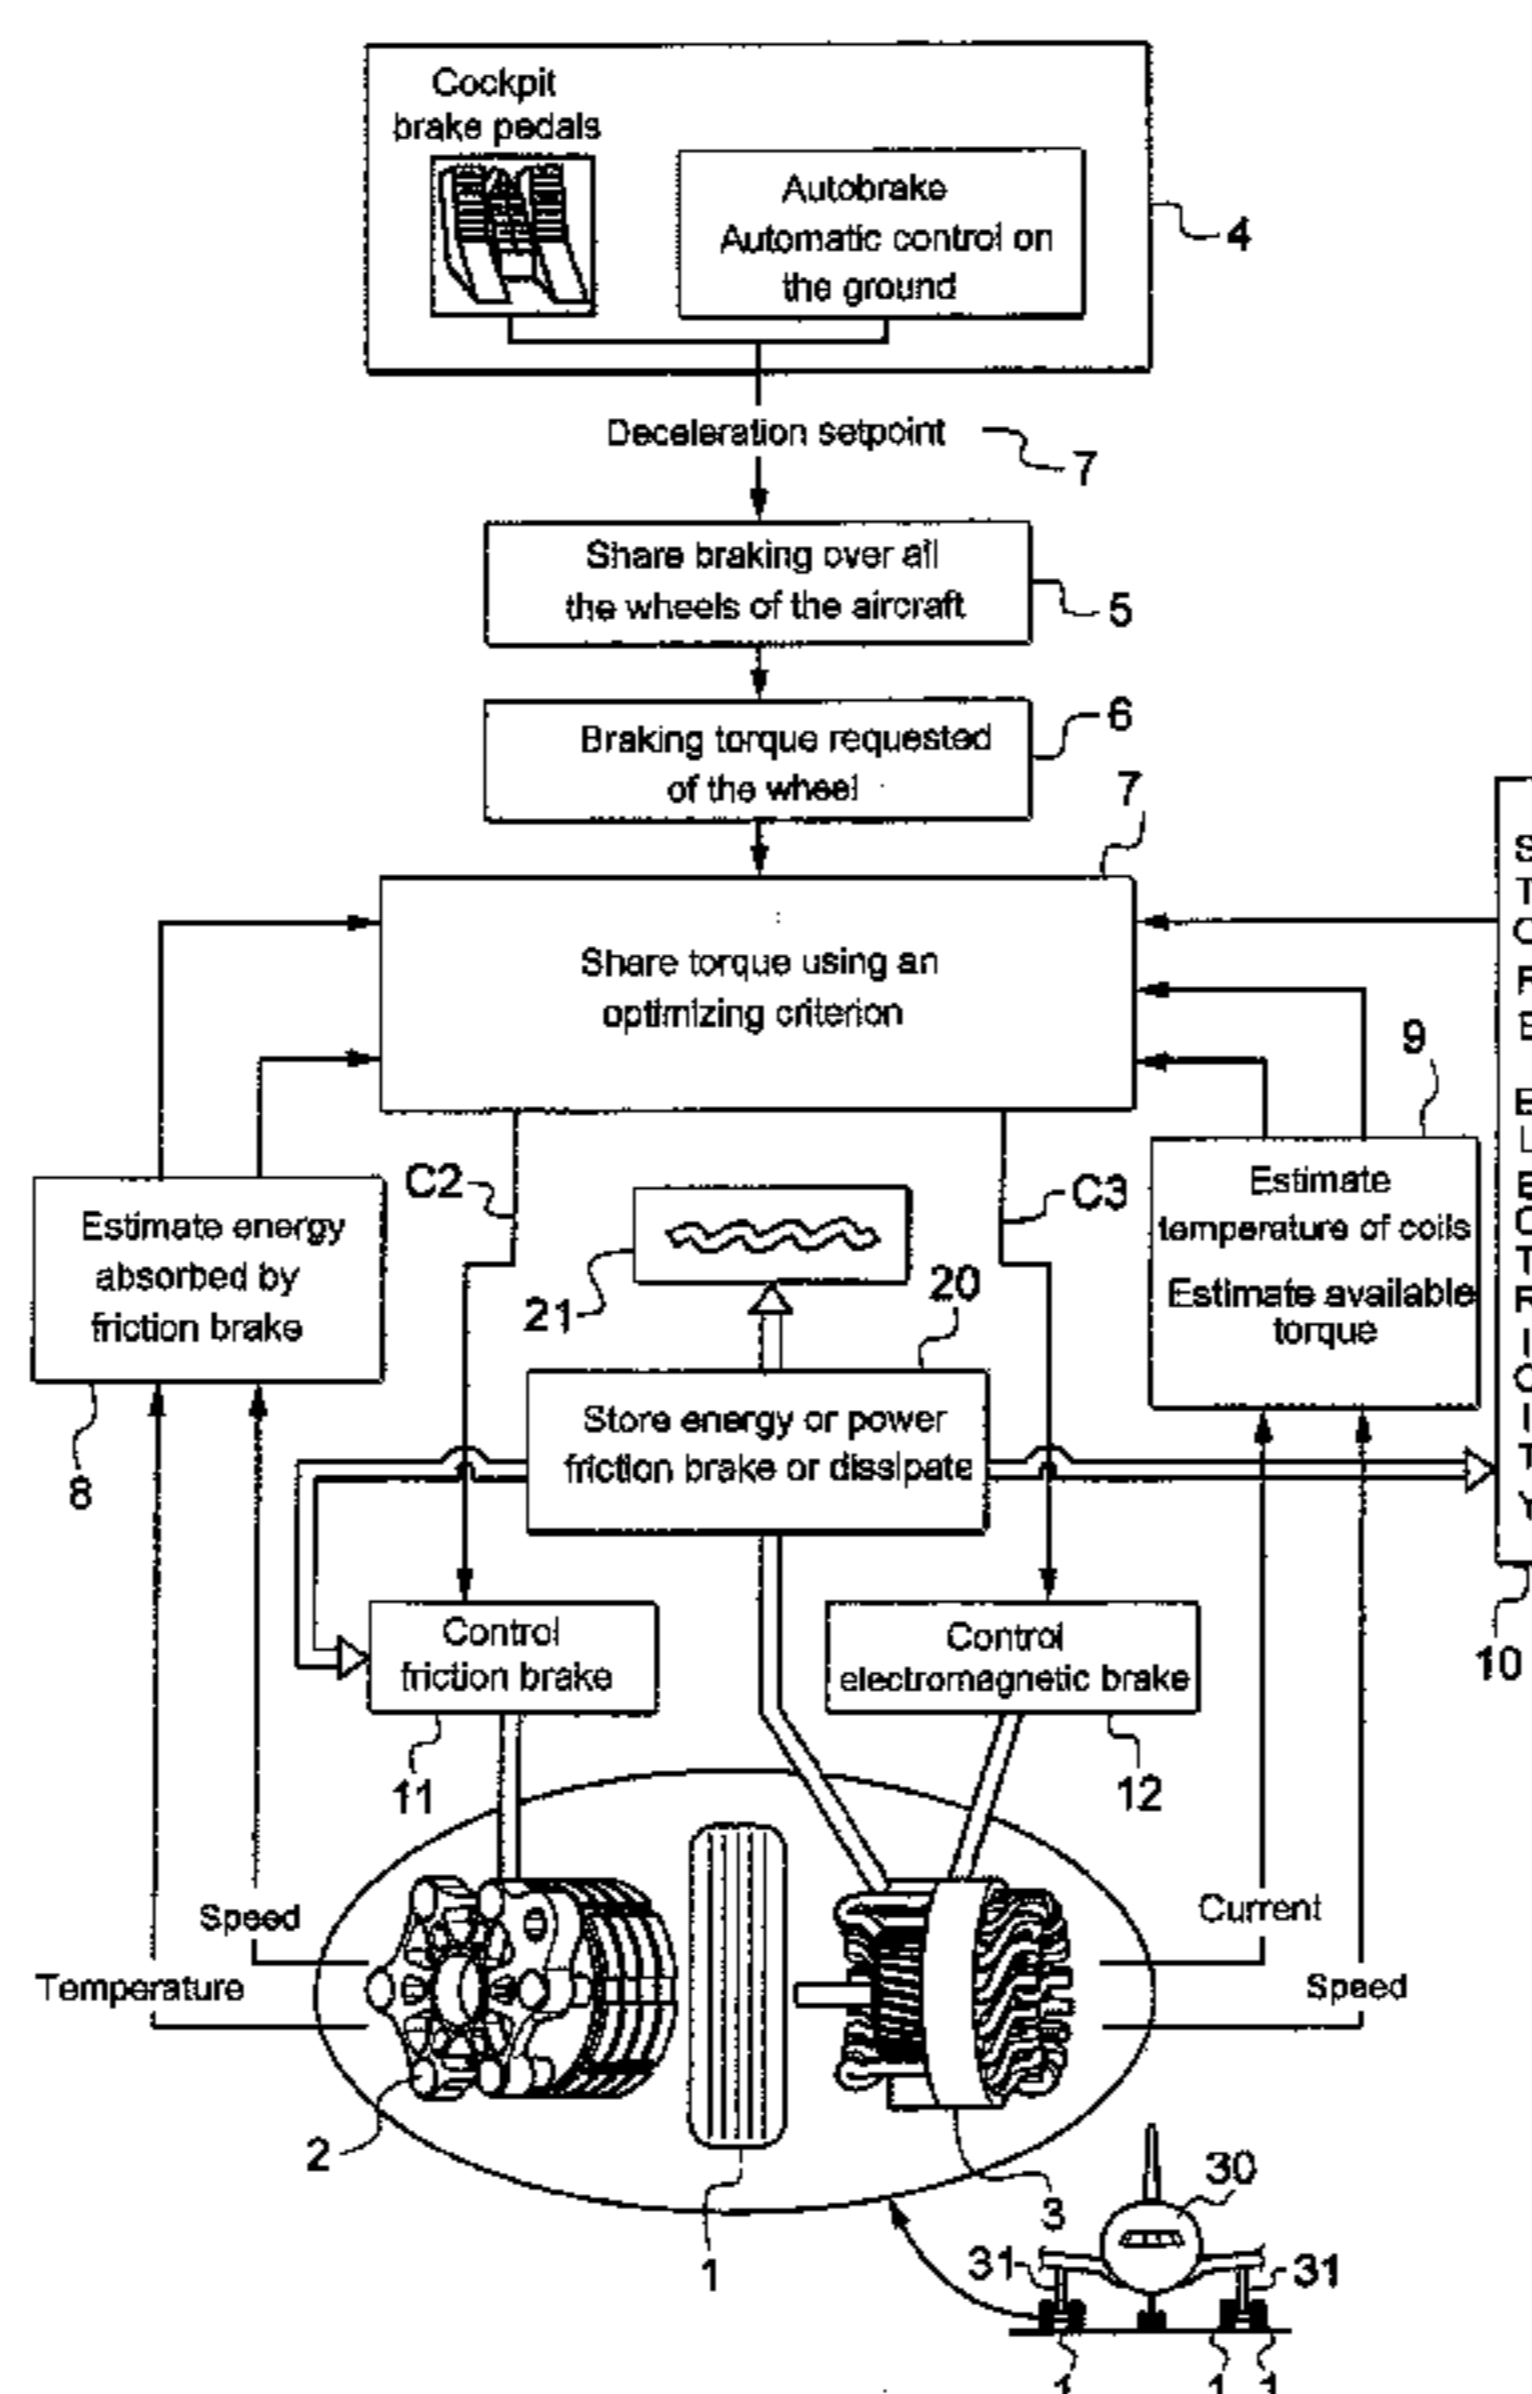 Cockpit
brake pedals
Autobrake
Automatic control on
the ground
4
Deceleration setpoint
7
Share braking over all
the wheels of the aircraft
5
Braking torque requested
of the wheel
6
7
Share torque using an
optimizing criterion
9
C2
C3
Estimate energy
absorbed by
friction brake
8
21
20
Estimate
temperature of coils
Estimate available
torque
S
T
O
R
E
E
L
E
C
T
R
I
C
I
T
Y
10
Store energy or power
friction brake or dissipate
Control
friction brake
11
Control
electromagnetic brake
12
Speed
Temperature
Current
Speed
2
1
3
30
31
31
1
1
1